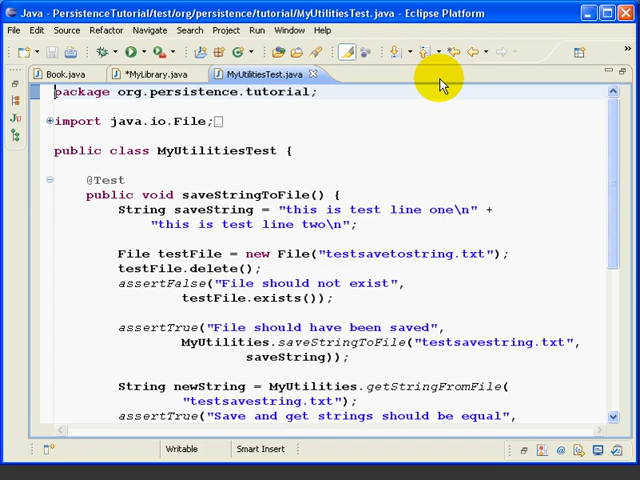 Java - PersistenceTutorial/test/org/persistence/tutorial/MyUtilitiesTest.java - Eclipse Platform
File Edit Source Refactor Navigate Search Project Run Window Help
Book.java *MyLibrary.java MyUtilitiesTest.java
package org.persistence.tutorial;
import java.io.File;
public class MyUtilitiesTest {
@Test
public void saveStringToFile() {
String saveString = "this is test line one\n" +
"this is test line two\n";
File testFile = new File("testsavetostring.txt");
testFile.delete();
assertFalse("File should not exist",
testFile.exists());
assertTrue("File should have been saved",
MyUtilities.saveStringToFile("testsavestring.txt",
saveString));
String newString = MyUtilities.getStringFromFile(
"testsavestring.txt");
assertTrue("Save and get strings should be equal",
Writable Smart Insert